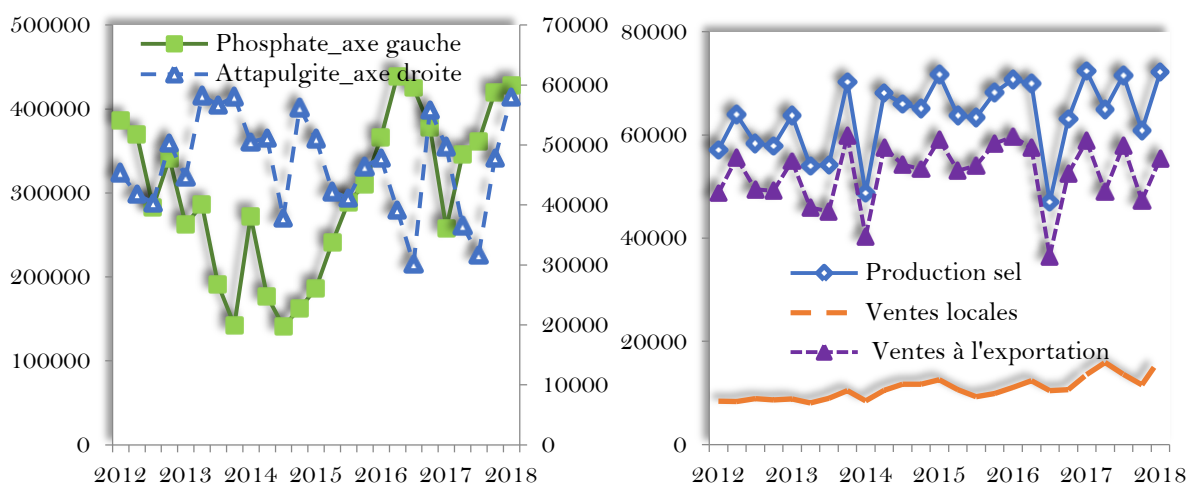 500000
400000
300000
200000
100000
0
Phosphate_axe gauche
Attapulgite_axe droite
70000
60000
50000
40000
30000
20000
10000
0
2012 2013 2014 2015 2016 2017 2018
80000
60000
40000
20000
0
Production sel
Ventes locales
Ventes à l'exportation
2012 2013 2014 2015 2016 2017 2018